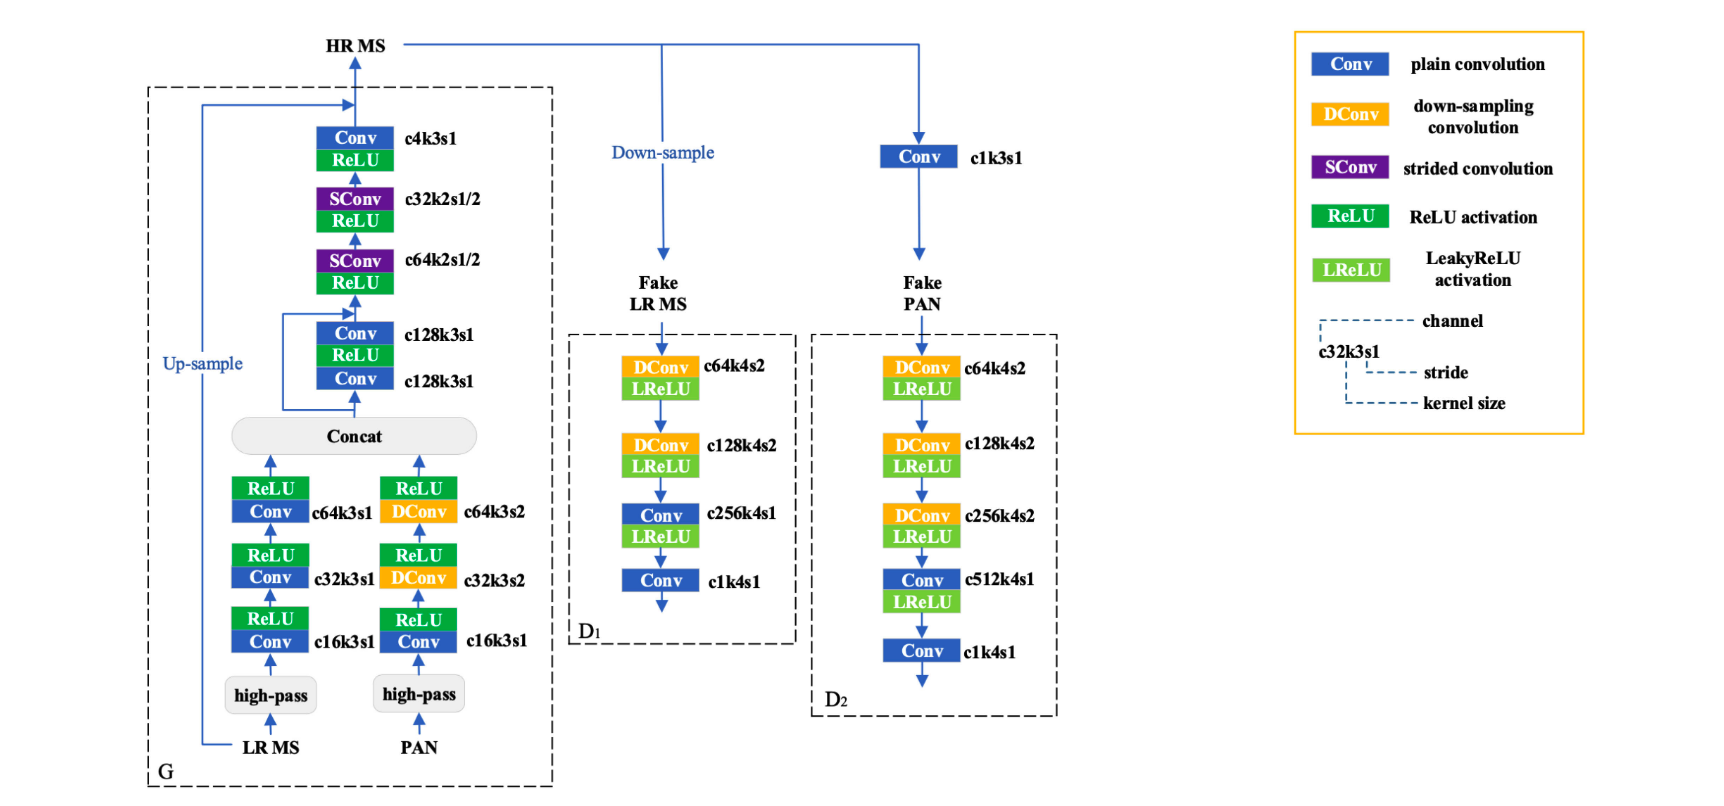 HR MS
Conv
c4k3s1
ReLU
SConv
c32k2s1/2
ReLU
SConv
c64k2s1/2
ReLU
Conv
c128k3s1
ReLU
Conv
c128k3s1
Up-sample
Concat
ReLU
Conv
c64k3s1
ReLU
Conv
c32k3s1
ReLU
Conv
c16k3s1
high-pass
LR MS
ReLU
DConv
c64k3s2
ReLU
DConv
c32k3s2
ReLU
Conv
c16k3s1
high-pass
PAN
G
Down-sample
Fake
LR MS
DConv
c64k4s2
LReLU
DConv
c128k4s2
LReLU
Conv
c256k4s1
LReLU
Conv
c1k4s1
D1
Conv
c1k3s1
Fake
PAN
DConv
c64k4s2
LReLU
DConv
c128k4s2
LReLU
DConv
c256k4s2
LReLU
Conv
c512k4s1
LReLU
Conv
c1k4s1
D2
Conv
plain convolution
DConv
down-sampling
convolution
SConv
strided convolution
ReLU
ReLU activation
LReLU
LeakyReLU
activation
channel
c32k3s1
stride
kernel size